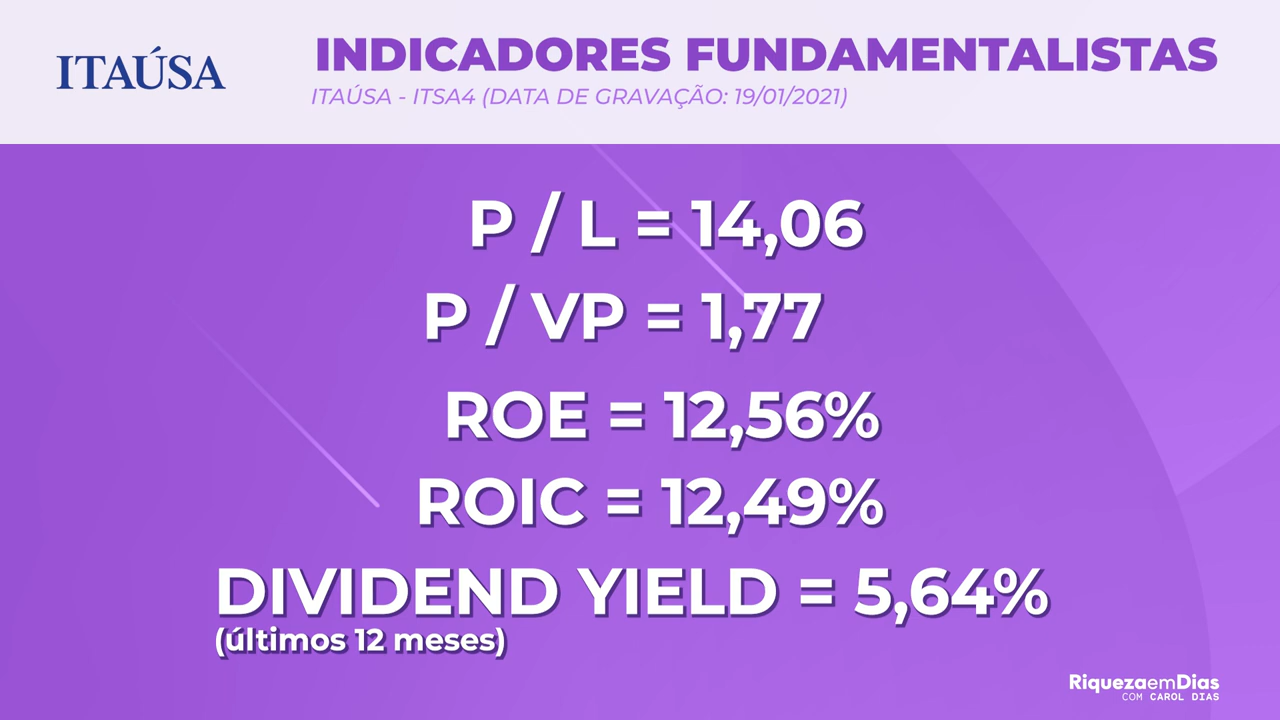 ITAÚSA
INDICADORES FUNDAMENTALISTAS
ITAÚSA - ITSA4 (DATA DE GRAVAÇÃO: 19/01/2021)
P / L = 14,06
P / VP = 1,77
ROE = 12,56%
ROIC = 12,49%
DIVIDEND YIELD = 5,64%
(últimos 12 meses)
RiquezaemDias
COM CAROL DIAS